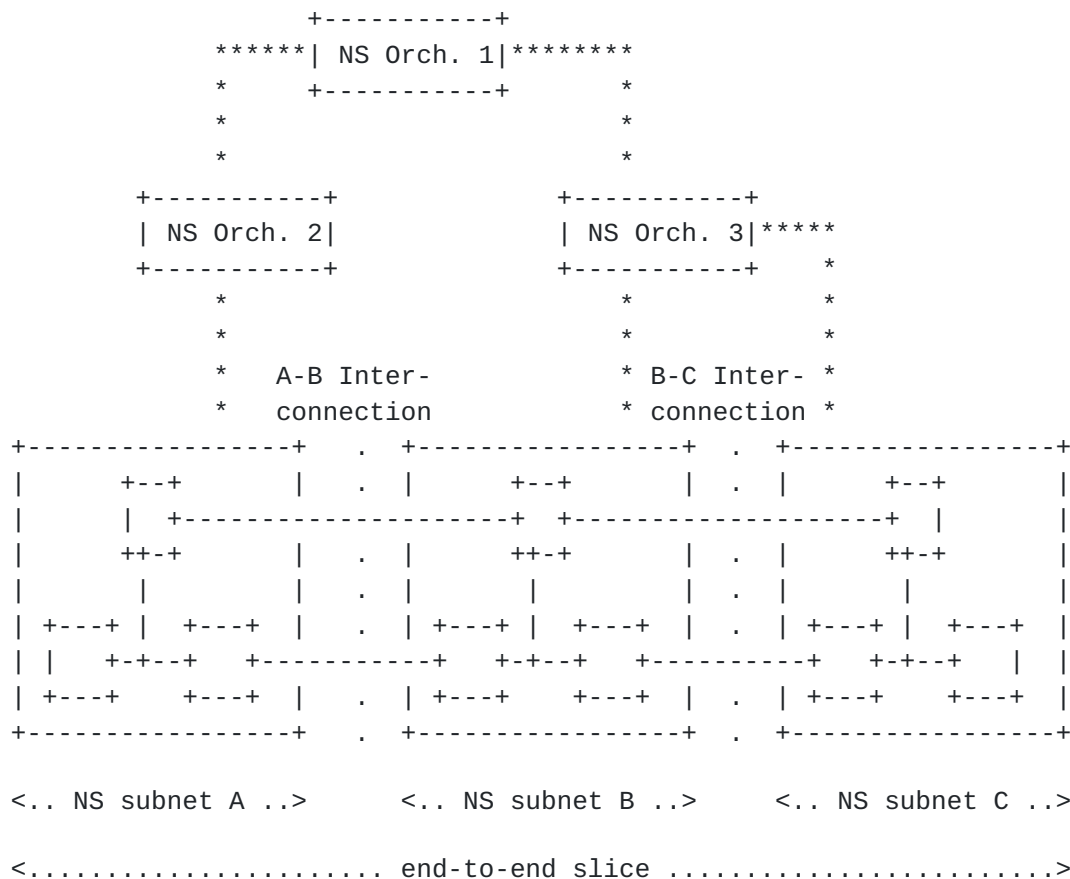 NS Orch. 1
NS Orch. 2 NS Orch. 3
A-B Inter- B-C Inter-
connection connection
<.. NS subnet A ..> <.. NS subnet B ..> <.. NS subnet C ..>
<....................... end-to-end slice .........................>